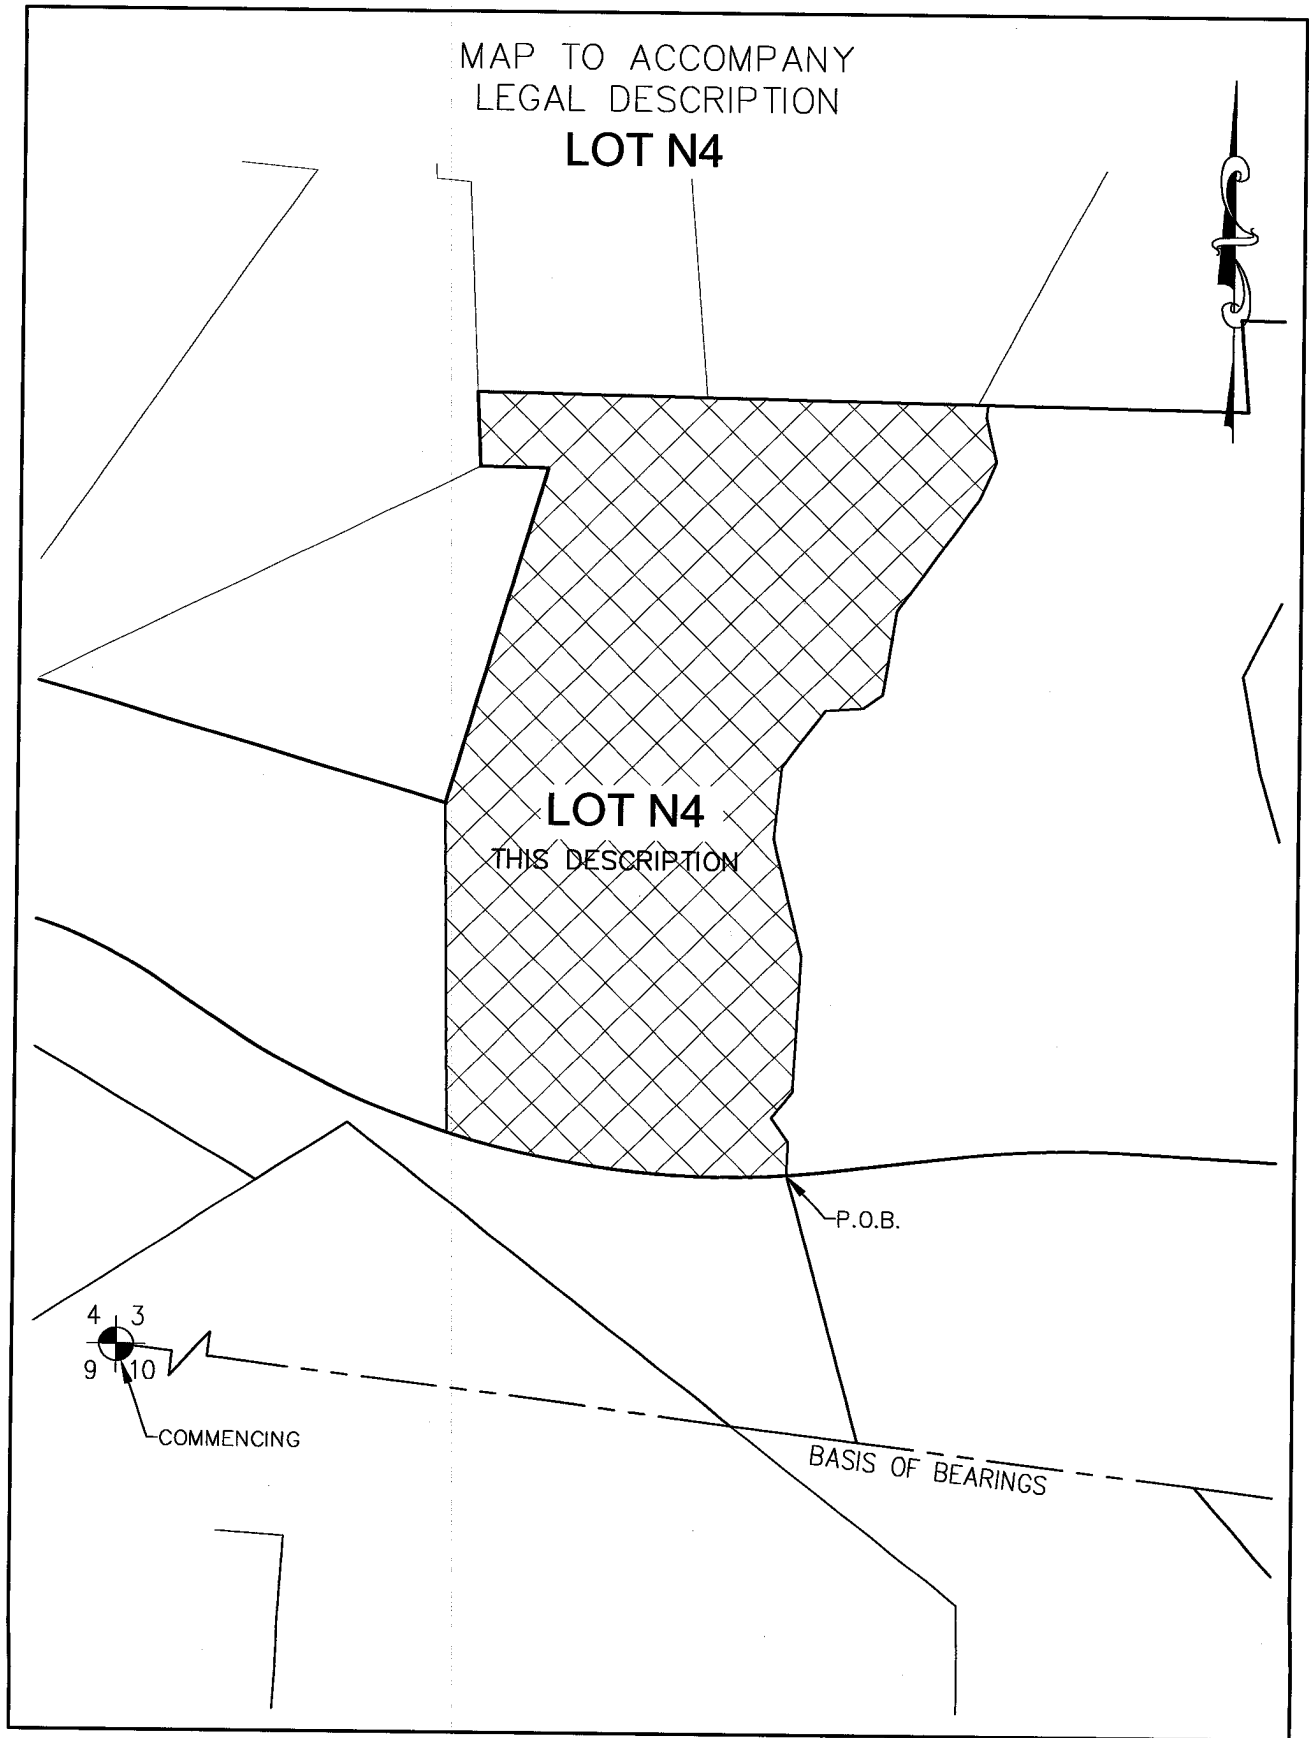 MAP TO ACCOMPANY
LEGAL DESCRIPTION
LOT N4
LOT N4
THIS DESCRIPTION
P.O.B.
4 3
9 10
COMMENCING
BASIS OF BEARINGS